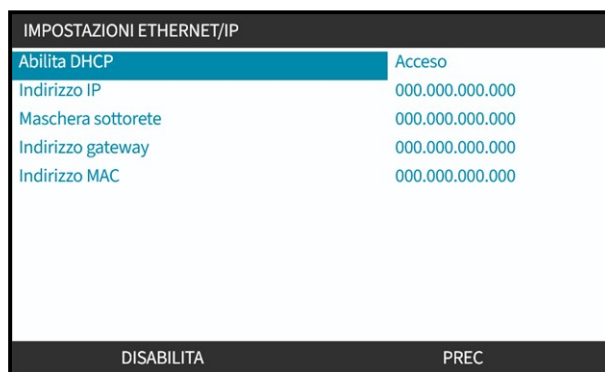 IMPOSTAZIONI ETHERNET/IP
Abilita DHCP Acceso
Indirizzo IP 000.000.000.000
Maschera sottorete 000.000.000.000
Indirizzo gateway 000.000.000.000
Indirizzo MAC 000.000.000.000
DISABILITA PREC